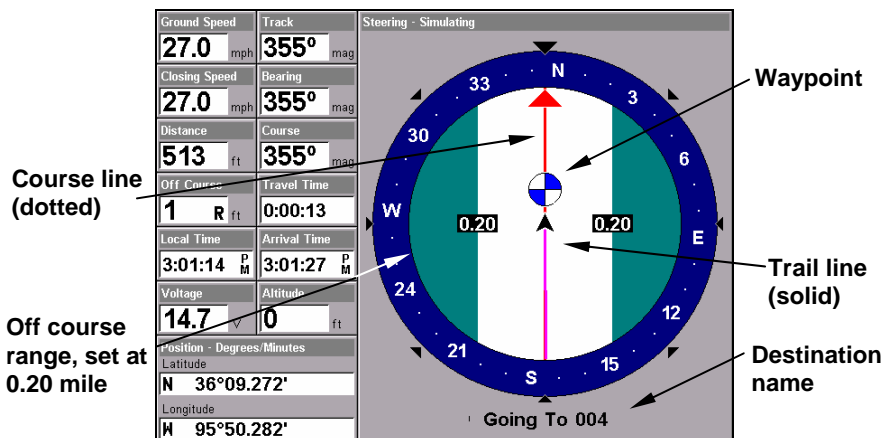 Ground Speed
27.0 mph
Track
355° mag
Closing Speed
27.0 mph
Bearing
355° mag
Distance
513 ft
Course
355° mag
Off Course
1 R ft
Travel Time
0:00:13
Local Time
3:01:14 PM
Arrival Time
3:01:27 PM
Voltage
14.7 V
Altitude
0 ft
Position - Degrees/Minutes
Latitude
N 36°09.272'
Longitude
W 95°50.282'
Steering - Simulating
N
33
3
30
6
W
E
24
12
21
15
S
0.20
0.20
Going To 004
Course line
(dotted)
Off course
range, set at
0.20 mile
Waypoint
Trail line
(solid)
Destination
name